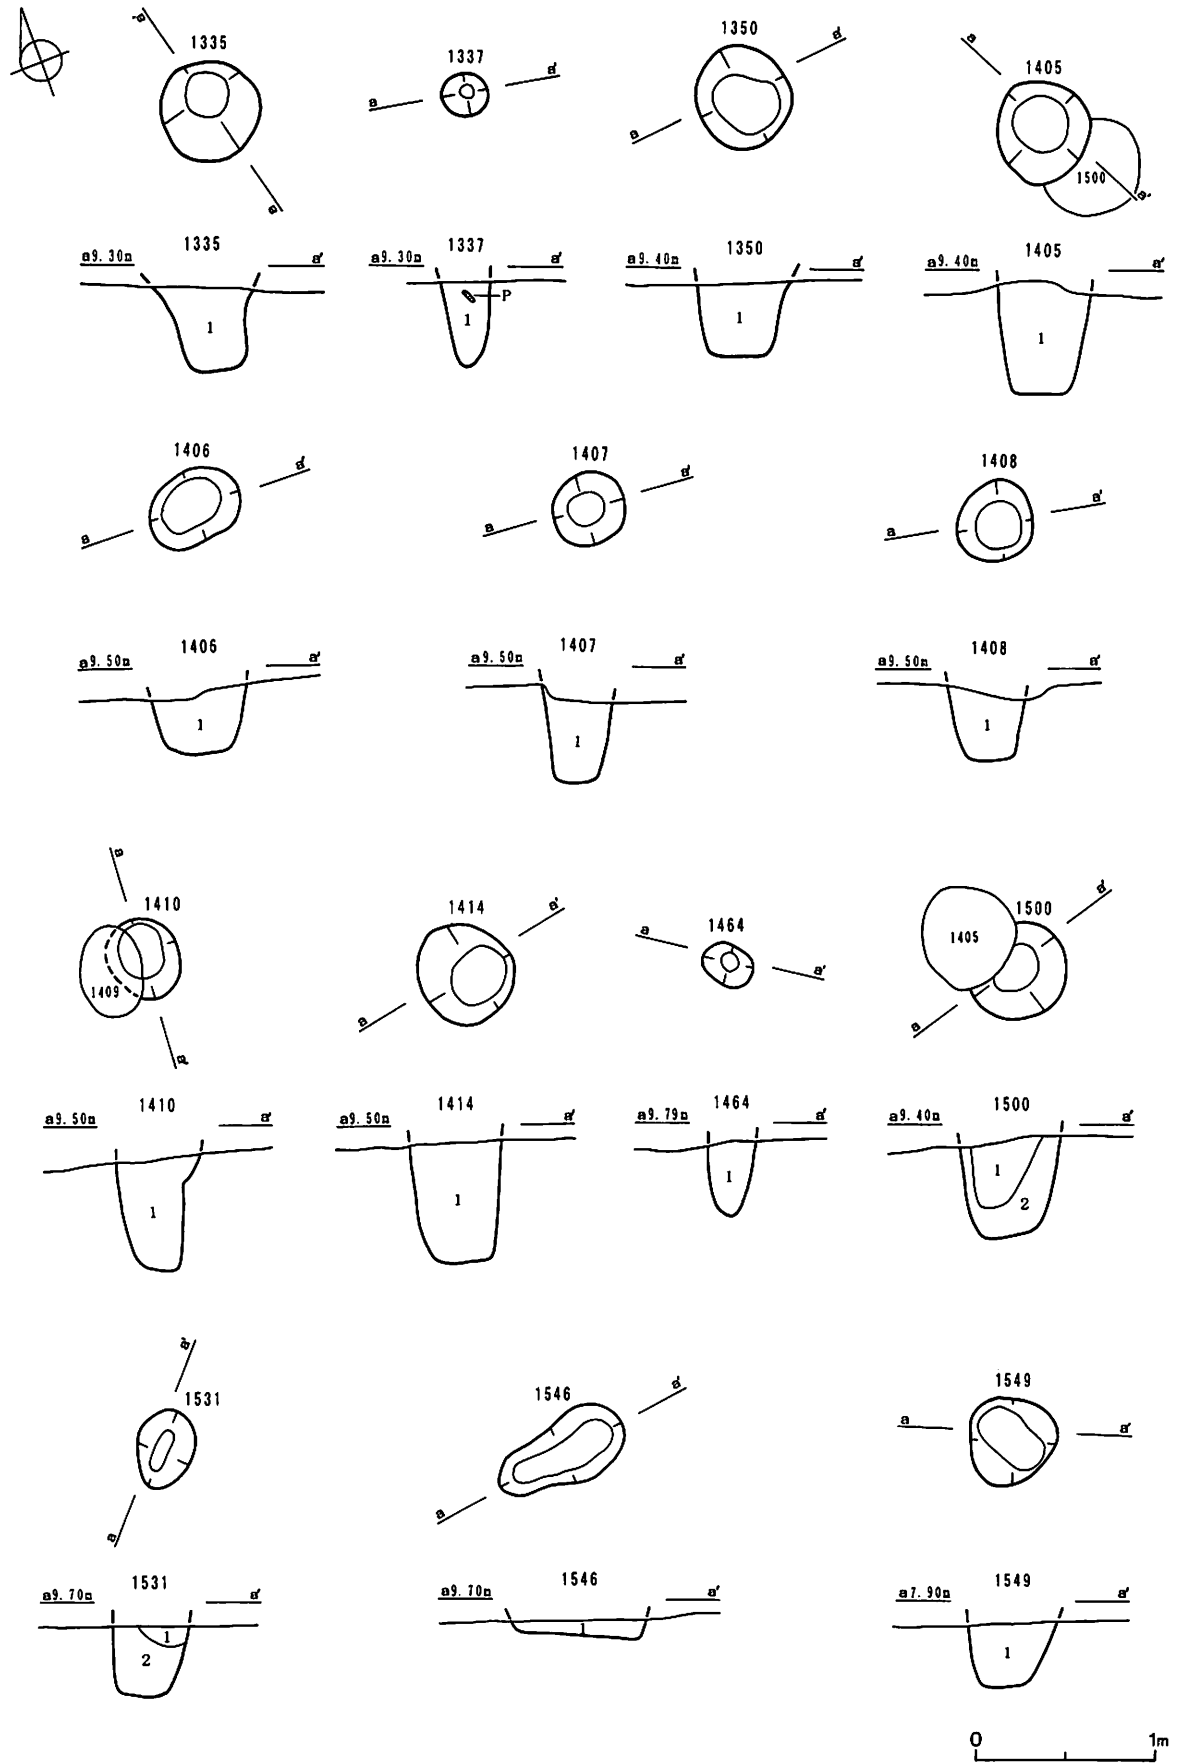 1335
a
a'
1337
a
a'
1350
a
a'
1405
1500
a
a'
1335
a9.30m
a'
1
1337
a9.30m
a'
P
1
1350
a9.40m
a'
1
1405
a9.40m
a'
1
1406
a
a'
1407
a
a'
1408
a
a'
1406
a9.50m
a'
1
1407
a9.50m
a'
1
1408
a9.50m
a'
1
a
1410
1409
a'
1414
a
a'
1464
a
a'
1500
1405
a
a'
1410
a9.50m
a'
1
1414
a9.50m
a'
1
1464
a9.79m
a'
1
1500
a9.40m
a'
1
2
a'
1531
a
1546
a
a'
1549
a
a'
1531
a9.70m
a'
1
2
1546
a9.70m
a'
1
1549
a7.90m
a'
1
0
1m